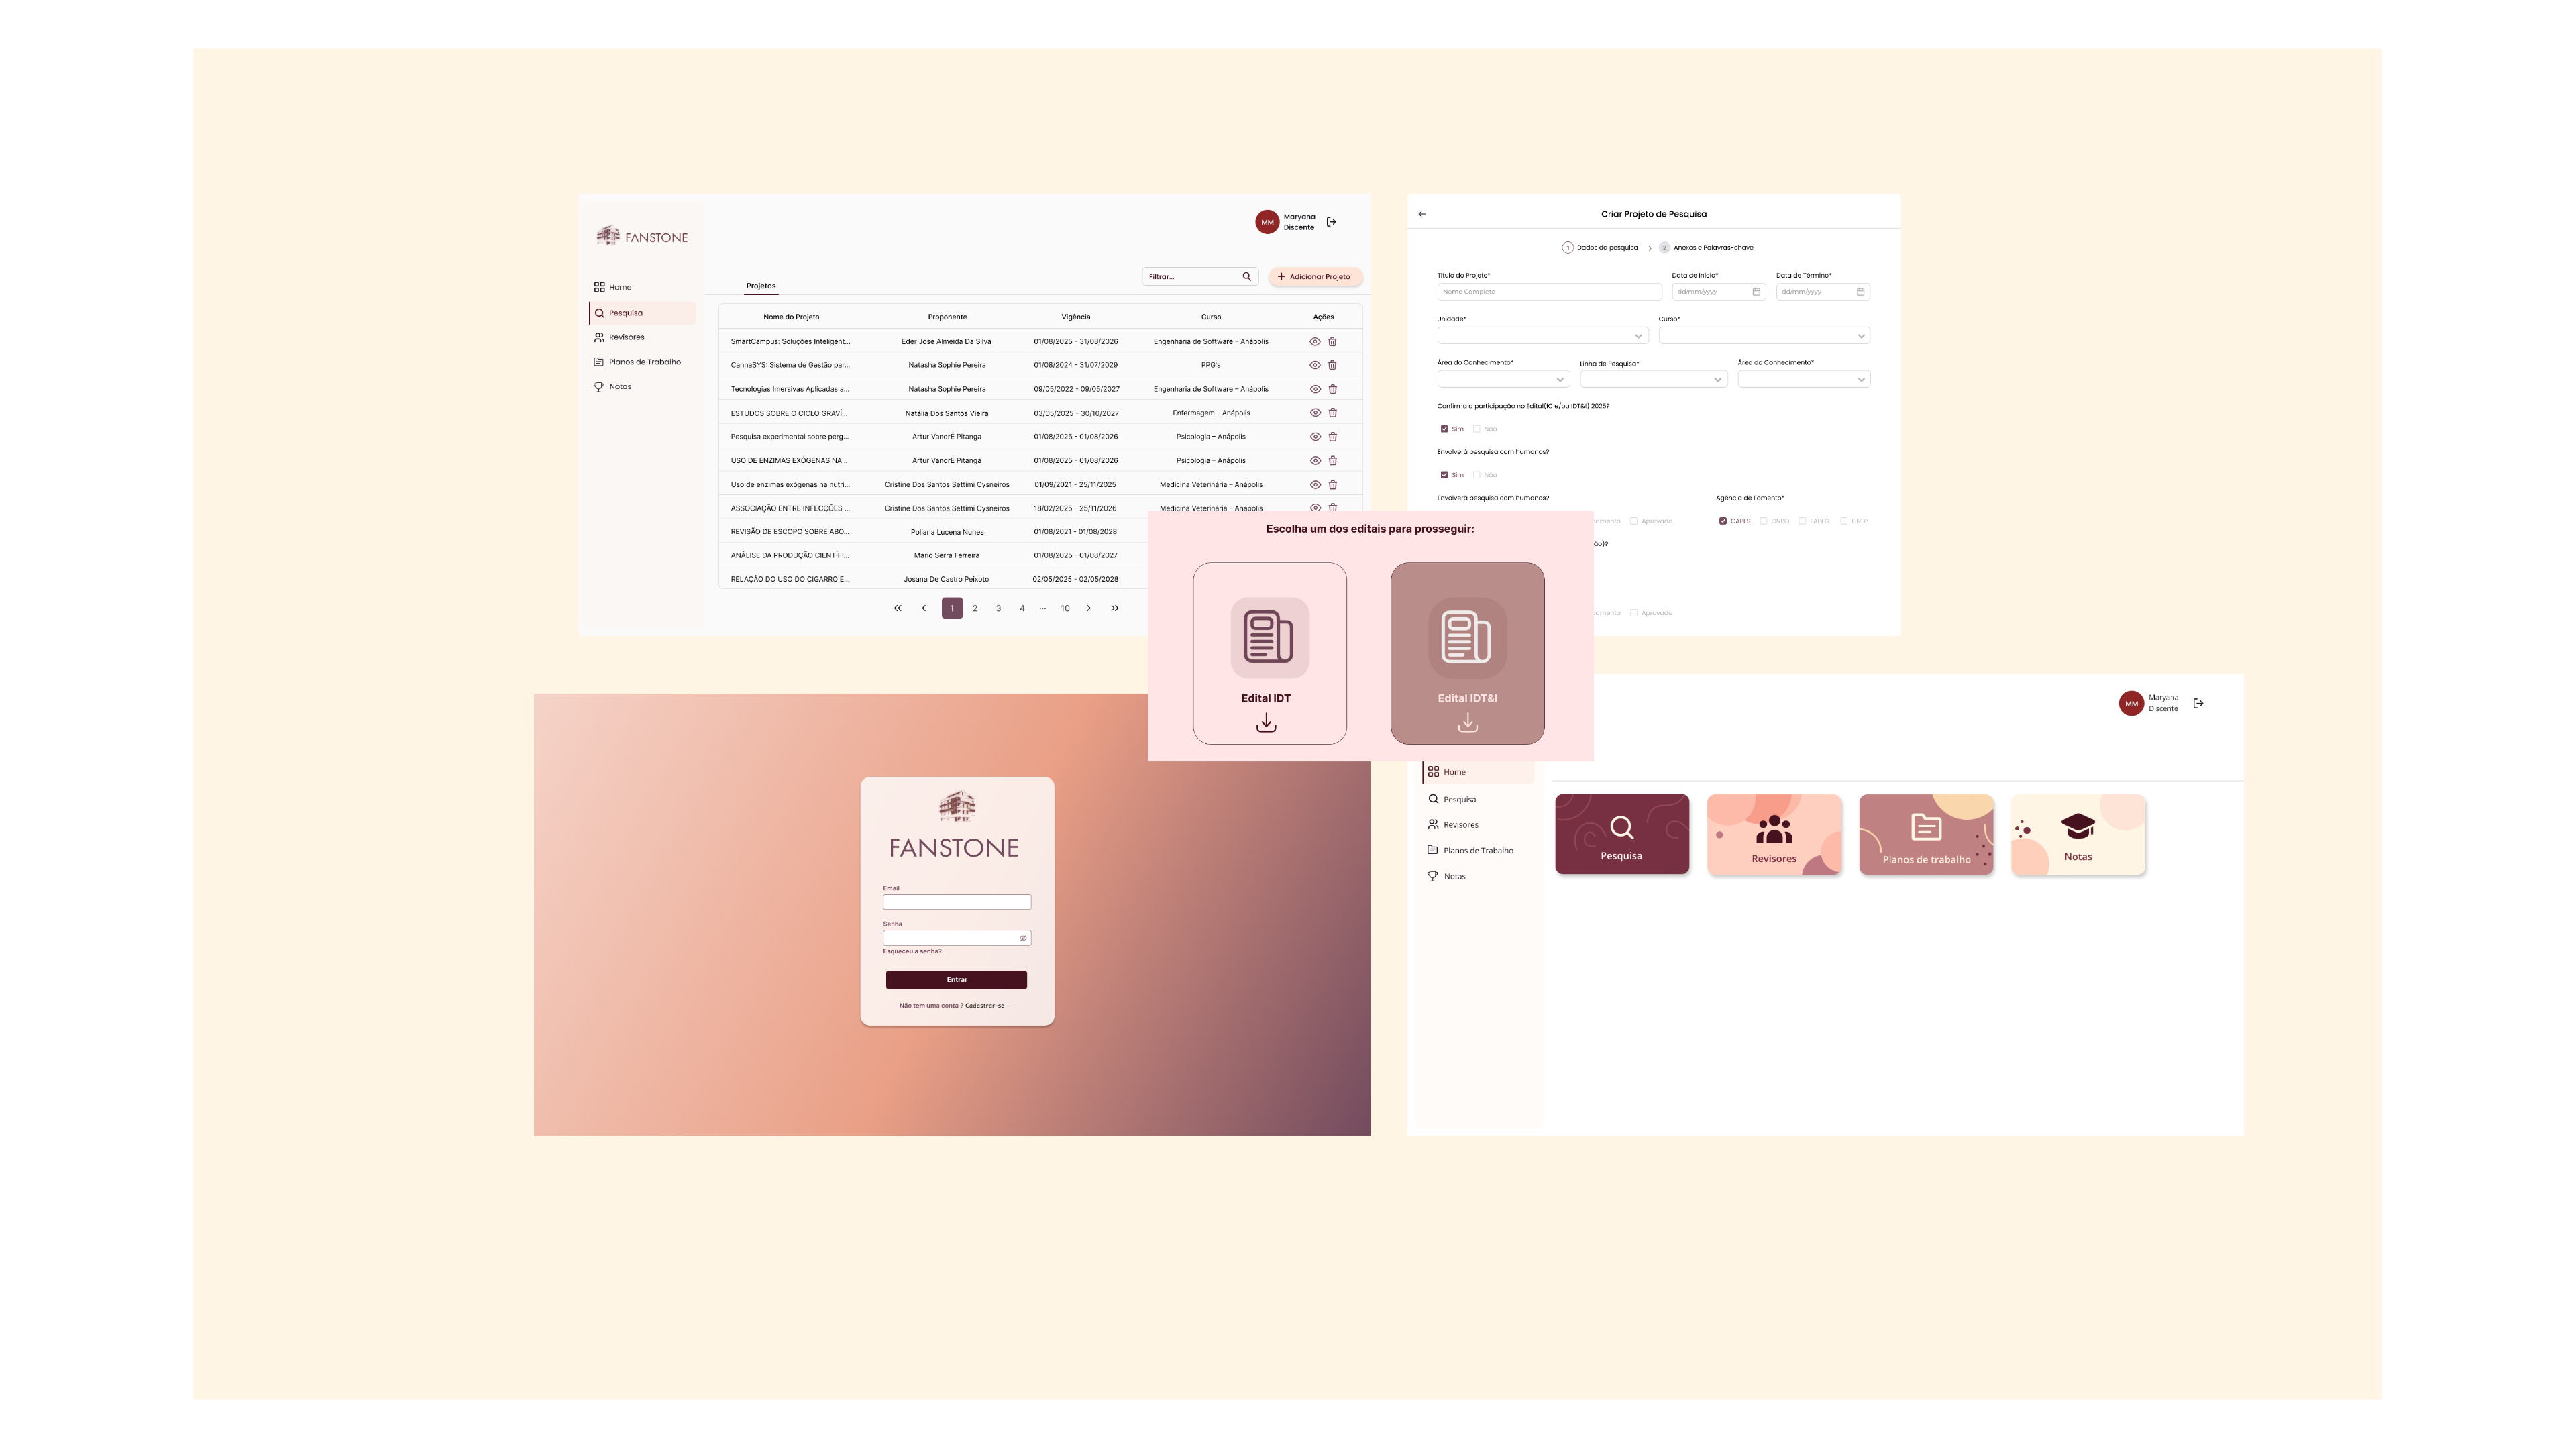 FANSTONE
Home
Pesquisa
Revisores
Planos de Trabalho
Notas
MM
Maryana
Discente
Filtrar...
+ Adicionar Projeto
Projetos
Nome do Projeto Proponente Vigência Curso Ações
SmartCampus: Soluções Inteligent... Eder Jose Almeida Da Silva 01/08/2025 - 31/08/2026 Engenharia de Software – Anápolis
CannaSYS: Sistema de Gestão par... Natasha Sophie Pereira 01/08/2024 - 31/07/2029 PPG's
Tecnologias Imersivas Aplicadas a... Natasha Sophie Pereira 09/05/2022 - 09/05/2027 Engenharia de Software – Anápolis
ESTUDOS SOBRE O CICLO GRAVÍ... Natália Dos Santos Vieira 03/05/2025 - 30/10/2027 Enfermagem – Anápolis
Pesquisa experimental sobre perg... Artur VandrÉ Pitanga 01/08/2025 - 01/08/2026 Psicologia – Anápolis
USO DE ENZIMAS EXÓGENAS NA... Artur VandrÉ Pitanga 01/08/2025 - 01/08/2026 Psicologia – Anápolis
Uso de enzimas exógenas na nutri... Cristine Dos Santos Settimi Cysneiros 01/09/2021 - 25/11/2025 Medicina Veterinária – Anápolis
ASSOCIAÇÃO ENTRE INFECÇÕES ... Cristine Dos Santos Settimi Cysneiros 18/02/2025 - 25/11/2026 Medicina Veterinária – Anápolis
REVISÃO DE ESCOPO SOBRE ABO... Poliana Lucena Nunes 01/08/2021 - 01/08/2028
ANÁLISE DA PRODUÇÃO CIENTÍFI... Mario Serra Ferreira 01/08/2025 - 01/08/2027
RELAÇÃO DO USO DO CIGARRO E... Josana De Castro Peixoto 02/05/2025 - 02/05/2028
1 2 3 4 ... 10
Criar Projeto de Pesquisa
1 Dados da pesquisa 2 Anexos e Palavras-chave
Título do Projeto* Data de Início* Data de Término*
Nome Completo dd/mm/yyyy dd/mm/yyyy
Unidade* Curso*
Área do Conhecimento* Linha de Pesquisa* Área do Conhecimento*
Confirma a participação no Edital(IC e/ou IDT&I) 2025?
Sim Não
Envolverá pesquisa com humanos?
Sim Não
Envolverá pesquisa com humanos? Agência de Fomento*
Aprovado CAPES CNPQ FAPEG FINEP
ão)?
Aprovado
Escolha um dos editais para prosseguir:
Edital IDT Edital IDT&I
FANSTONE
Email
Senha
Esqueceu a senha?
Entrar
Não tem uma conta ? Cadastrar-se
MM
Maryana
Discente
Home
Pesquisa
Revisores
Planos de Trabalho
Notas
Pesquisa Revisores Planos de trabalho Notas